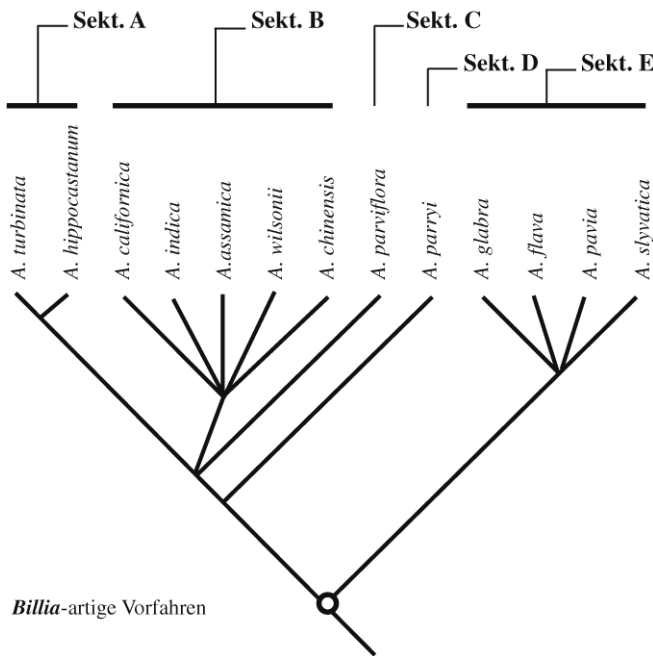 Sekt. A
Sekt. B
Sekt. C
Sekt. D
Sekt. E
A. turbinata
A. hippocastanum
A. californica
A. indica
A.assamica
A. wilsonii
A. chinensis
A. parviflora
A. parryi
A. glabra
A. flava
A. pavia
A. slyvatica
Billia-artige Vorfahren